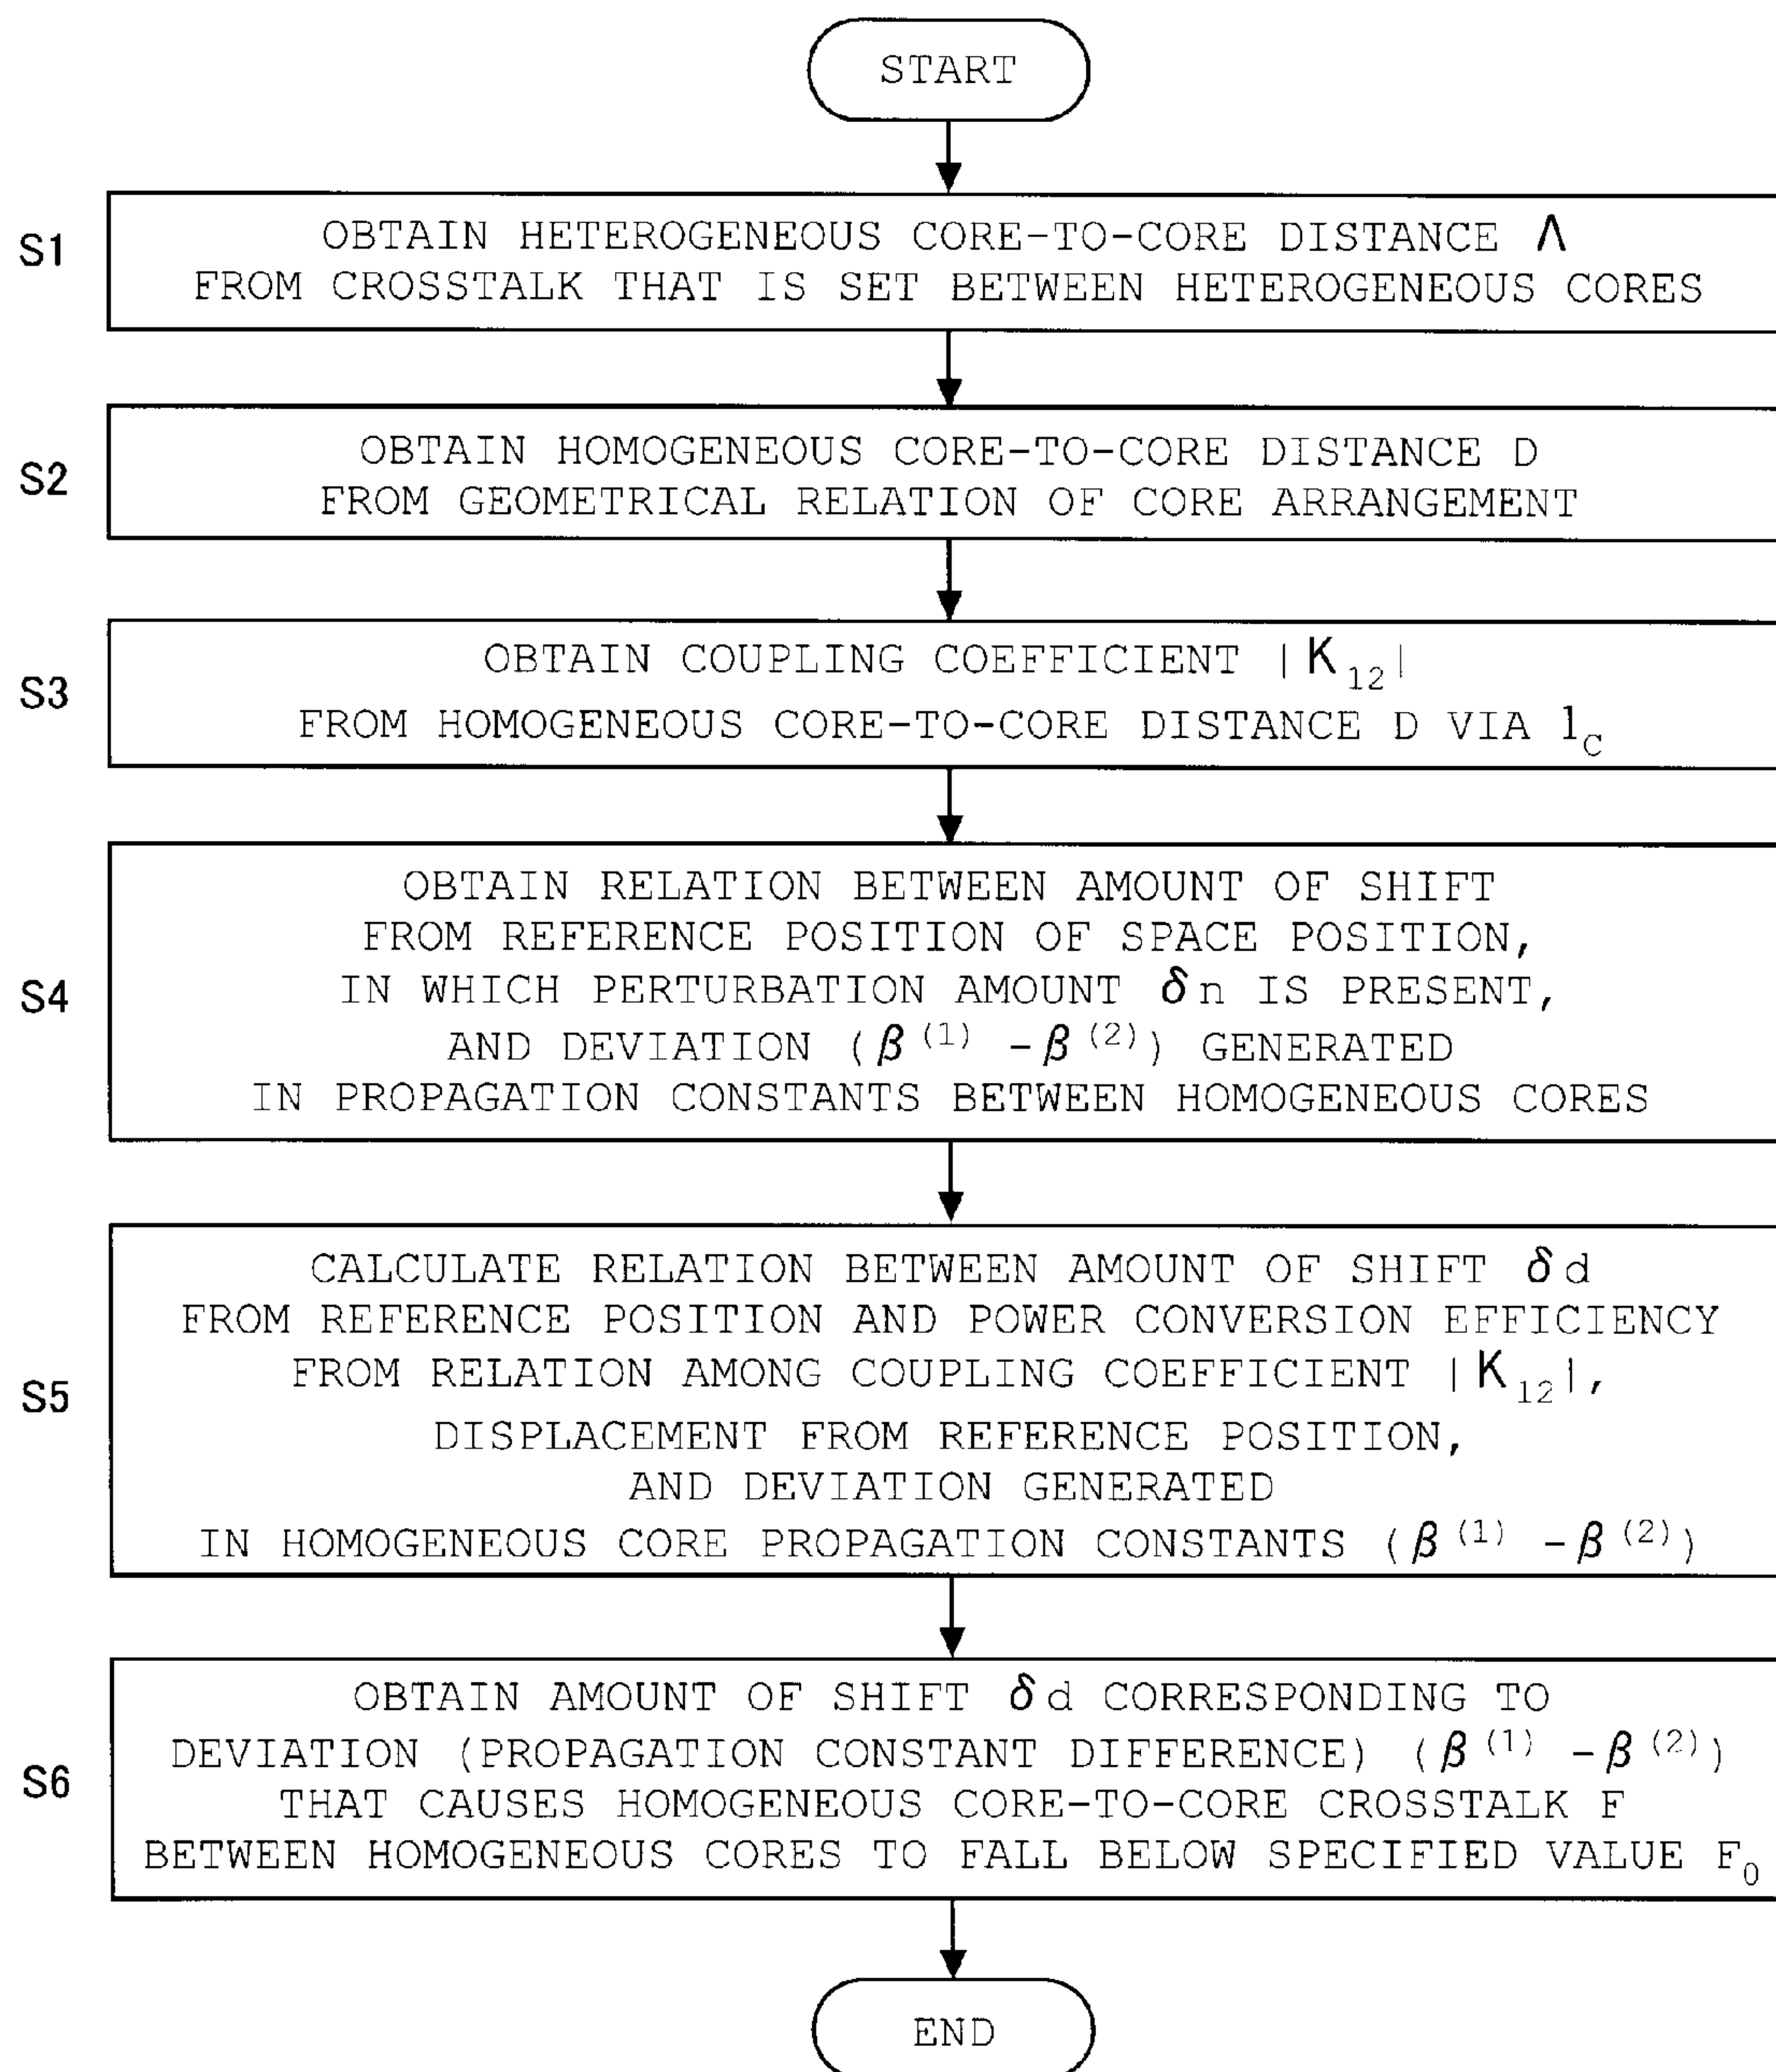 START
S1
OBTAIN HETEROGENEOUS CORE-TO-CORE DISTANCE Λ
FROM CROSSTALK THAT IS SET BETWEEN HETEROGENEOUS CORES
S2
OBTAIN HOMOGENEOUS CORE-TO-CORE DISTANCE D
FROM GEOMETRICAL RELATION OF CORE ARRANGEMENT
S3
OBTAIN COUPLING COEFFICIENT |K₁₂|
FROM HOMOGENEOUS CORE-TO-CORE DISTANCE D VIA l_C
S4
OBTAIN RELATION BETWEEN AMOUNT OF SHIFT
FROM REFERENCE POSITION OF SPACE POSITION,
IN WHICH PERTURBATION AMOUNT δn IS PRESENT,
AND DEVIATION (β⁽¹⁾ -β⁽²⁾) GENERATED
IN PROPAGATION CONSTANTS BETWEEN HOMOGENEOUS CORES
S5
CALCULATE RELATION BETWEEN AMOUNT OF SHIFT δd
FROM REFERENCE POSITION AND POWER CONVERSION EFFICIENCY
FROM RELATION AMONG COUPLING COEFFICIENT |K₁₂|,
DISPLACEMENT FROM REFERENCE POSITION,
AND DEVIATION GENERATED
IN HOMOGENEOUS CORE PROPAGATION CONSTANTS (β⁽¹⁾ -β⁽²⁾)
S6
OBTAIN AMOUNT OF SHIFT δd CORRESPONDING TO
DEVIATION (PROPAGATION CONSTANT DIFFERENCE) (β⁽¹⁾ -β⁽²⁾)
THAT CAUSES HOMOGENEOUS CORE-TO-CORE CROSSTALK F
BETWEEN HOMOGENEOUS CORES TO FALL BELOW SPECIFIED VALUE F₀
END